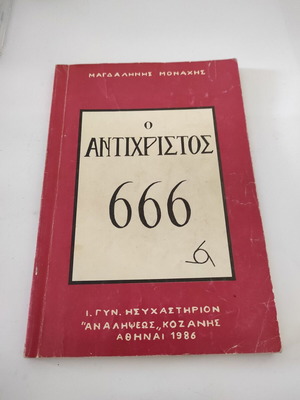 ΜΑΓΔΑΛΗΝΗΣ ΜΟΝΑΧΗΣ
Ο
ΑΝΤΙΧΡΙΣΤΟΣ
666
Ι. ΓΥΝ. ΗΣΥΧΑΣΤΗΡΙΟΝ
"ΑΝΑΛΗΨΕΩΣ,, ΚΟΖΑΝΗΣ
ΑΘΗΝΑΙ 1986